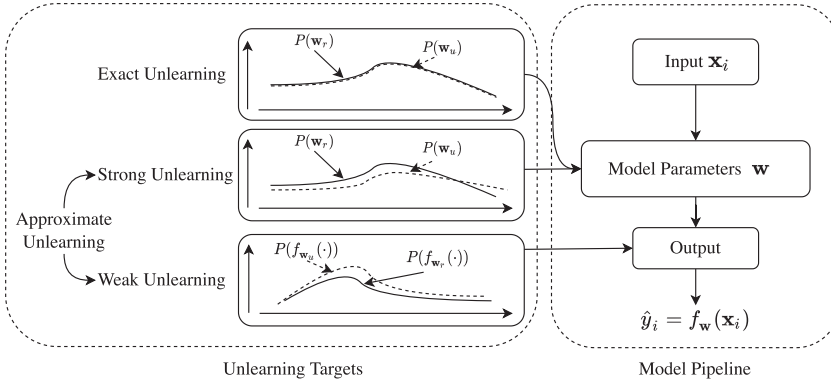 Exact Unlearning
P(w_r)
P(w_u)
Input x_i
Strong Unlearning
P(w_r)
P(w_u)
Model Parameters w
Approximate
Unlearning
Weak Unlearning
P(f_{w_u}(·))
P(f_{w_r}(·))
Output
ŷ_i = f_w(x_i)
Unlearning Targets
Model Pipeline